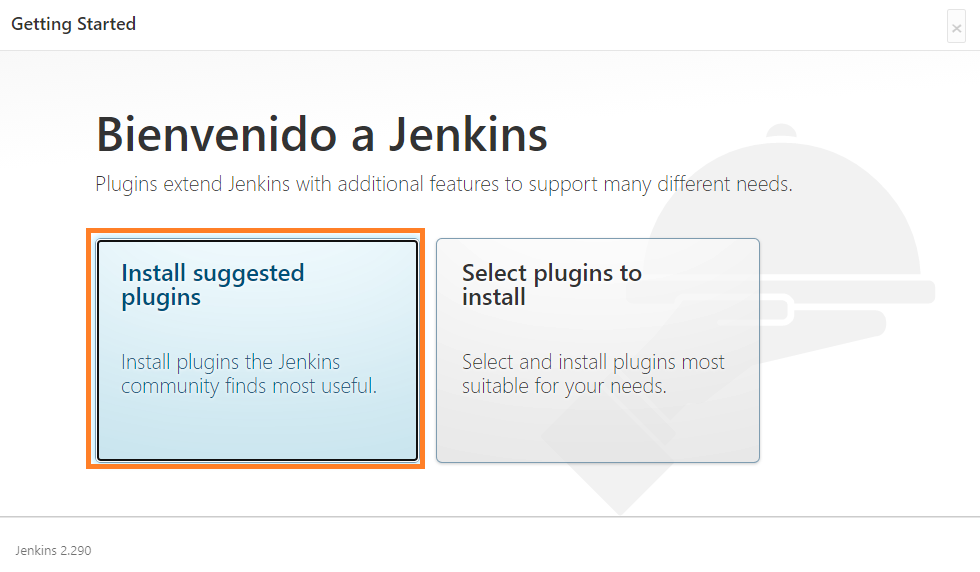 Getting Started
×
Bienvenido a Jenkins
Plugins extend Jenkins with additional features to support many different needs.
Install suggested
plugins
Install plugins the Jenkins
community finds most useful.
Select plugins to
install
Select and install plugins most
suitable for your needs.
Jenkins 2.290